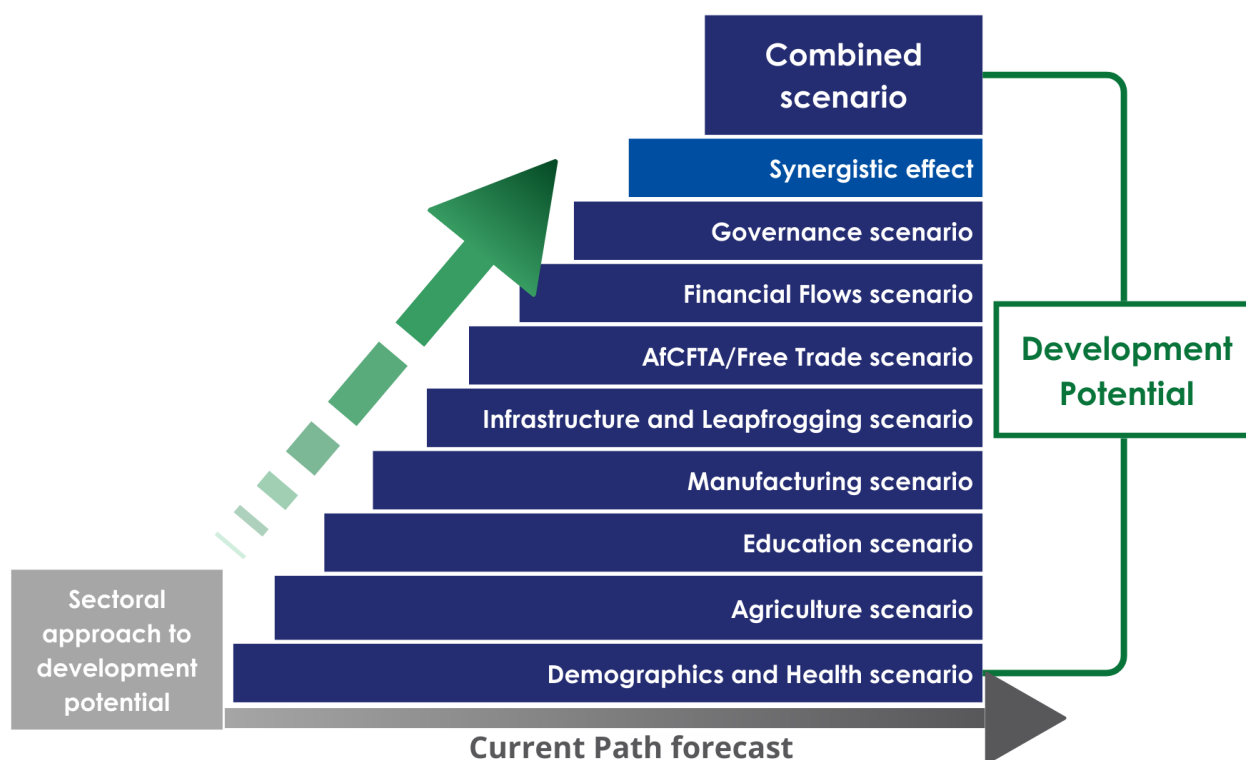 Combined
scenario
Synergistic effect
Governance scenario
Financial Flows scenario
AfCFTA/Free Trade scenario
Infrastructure and Leapfrogging scenario
Manufacturing scenario
Education scenario
Agriculture scenario
Demographics and Health scenario
Development
Potential
Sectoral
approach to
development
potential
Current Path forecast